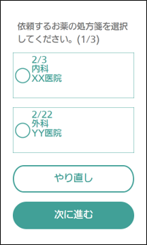 依頼するお薬の処方箋を選択
してください。(1/3)
2/3
内科
XX医院
2/22
外科
YY医院
やり直し
次に進む